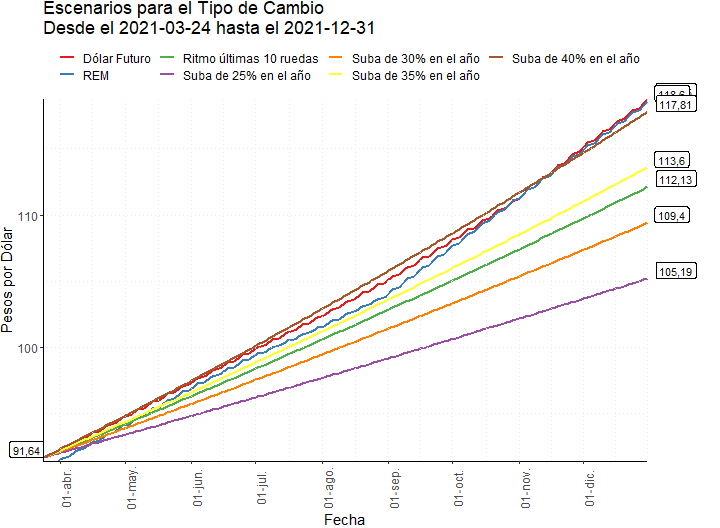 Escenarios para el Tipo de Cambio
Desde el 2021-03-24 hasta el 2021-12-31
Dólar Futuro
Ritmo últimas 10 ruedas
Suba de 30% en el año
Suba de 40% en el año
REM
Suba de 25% en el año
Suba de 35% en el año
117,81
113,6
112,13
109,4
105,19
91,64
110
100
Pesos por Dólar
01-abr.
01-may.
01-jun.
01-jul.
01-ago.
01-sep.
01-oct.
01-nov.
01-dic.
Fecha